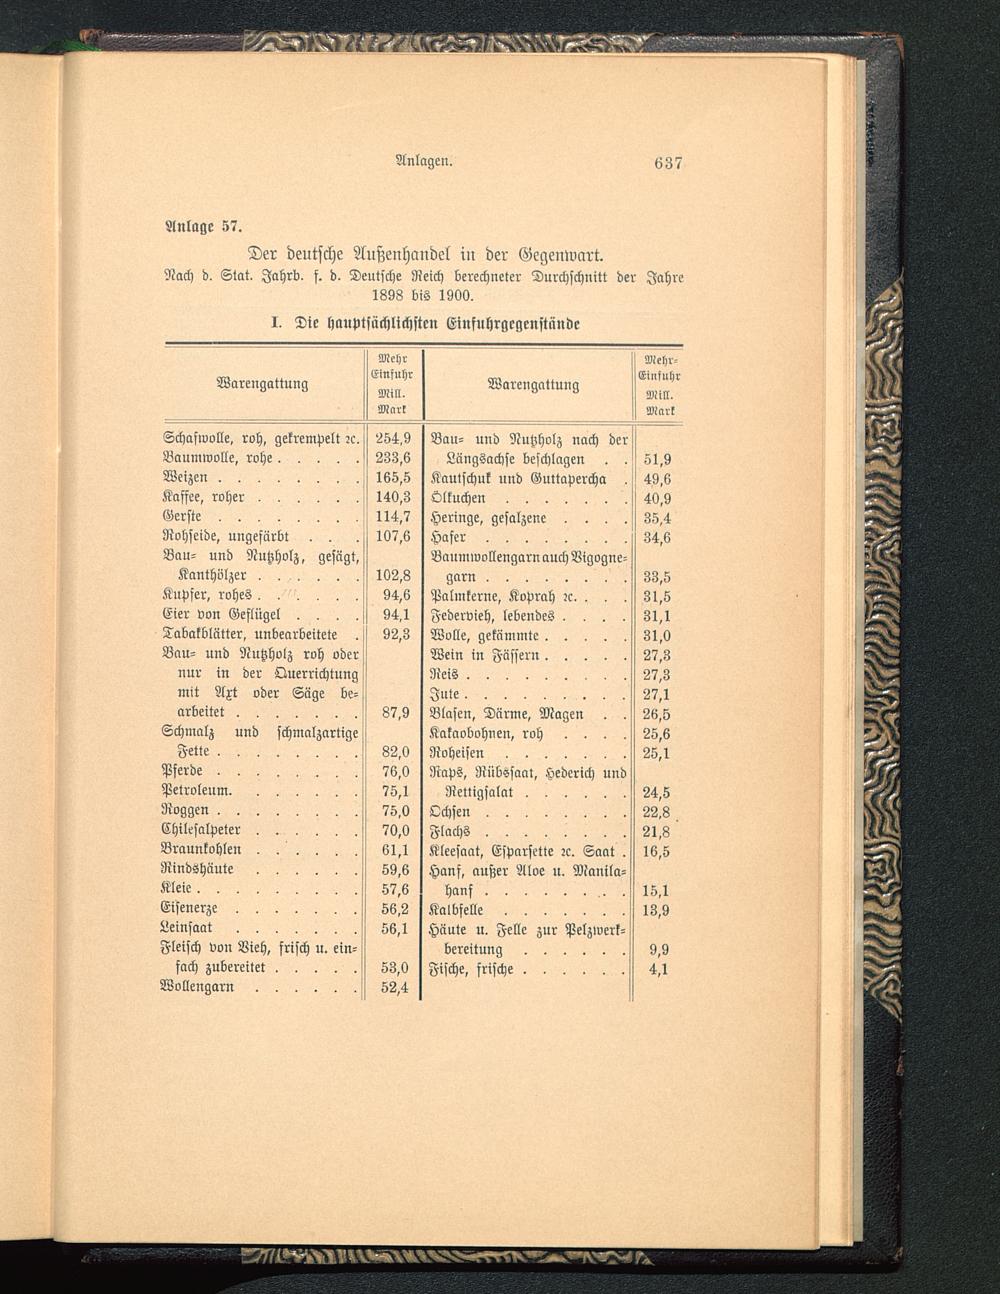 Anlagen.
637
Anlage 57.
Der deutsche Außenhandel in der Gegenwart.
Nach d. Stat. Jahrb. f. d. Deutsche Reich berechneter Durchschnitt der Jahre
1898 bis 1900.
I. Die hauptsächlichsten Einfuhrgegenstände
Warengattung
Mehr
Einfuhr
Mill.
Mark
Schafwolle, roh, gekrempelt ꝛc. 254,9
Baumwolle, rohe . . . . . 233,6
Weizen . . . . . . . . 165,5
Kaffee, roher . . . . . . 140,3
Gerste . . . . . . . . 114,7
Rohseide, ungefärbt . . . 107,6
Bau- und Nutzholz, gesägt,
Kanthölzer . . . . . . 102,8
Kupfer, rohes . . . . . . 94,6
Eier von Geflügel . . . . 94,1
Tabakblätter, unbearbeitete . 92,3
Bau- und Nutzholz roh oder
nur in der Querrichtung
mit Axt oder Säge be-
arbeitet . . . . . . . 87,9
Schmalz und schmalzartige
Fette . . . . . . . . 82,0
Pferde . . . . . . . . 76,0
Petroleum. . . . . . . 75,1
Roggen . . . . . . . . 75,0
Chilesalpeter . . . . . . 70,0
Braunkohlen . . . . . . 61,1
Rindshäute . . . . . . 59,6
Kleie . . . . . . . . . 57,6
Eisenerze . . . . . . . 56,2
Leinsaat . . . . . . . 56,1
Fleisch von Vieh, frisch u. ein-
fach zubereitet . . . . . 53,0
Wollengarn . . . . . . 52,4
Warengattung
Mehr-
Einfuhr
Mill.
Mark
Bau- und Nutzholz nach der
Längsachse beschlagen . . 51,9
Kautschuk und Guttapercha . 49,6
Ölkuchen . . . . . . . 40,9
Heringe, gesalzene . . . . 35,4
Hafer . . . . . . . . 34,6
Baumwollengarn auch Vigogne-
garn . . . . . . . . 33,5
Palmkerne, Koprah ꝛc. . . . 31,5
Federvieh, lebendes . . . . 31,1
Wolle, gekämmte . . . . . 31,0
Wein in Fässern . . . . . 27,3
Reis . . . . . . . . . 27,3
Jute . . . . . . . . . 27,1
Blasen, Därme, Magen . . 26,5
Kakaobohnen, roh . . . . 25,6
Roheisen . . . . . . . 25,1
Raps, Rübssaat, Hederich und
Rettigsalat . . . . . . 24,5
Ochsen . . . . . . . . 22,8
Flachs . . . . . . . . 21,8
Kleesaat, Esparsette ꝛc. Saat . 16,5
Hanf, außer Aloe u. Manila-
hanf . . . . . . . . 15,1
Kalbfelle . . . . . . . 13,9
Häute u. Felle zur Pelzwerk-
bereitung . . . . . . 9,9
Fische, frische . . . . . . 4,1